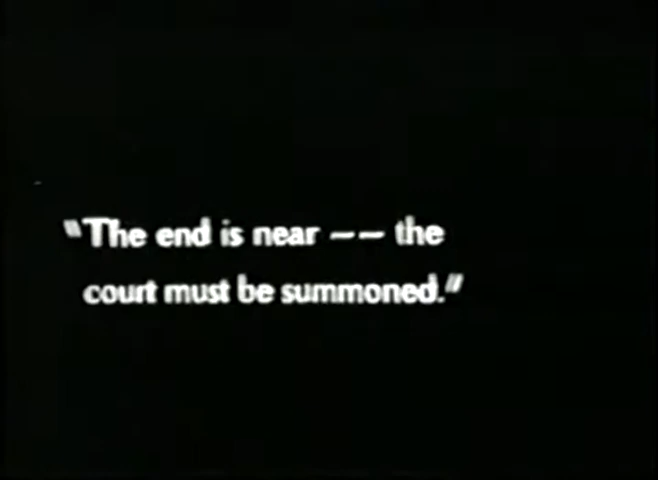 "The end is near -- the
court must be summoned."